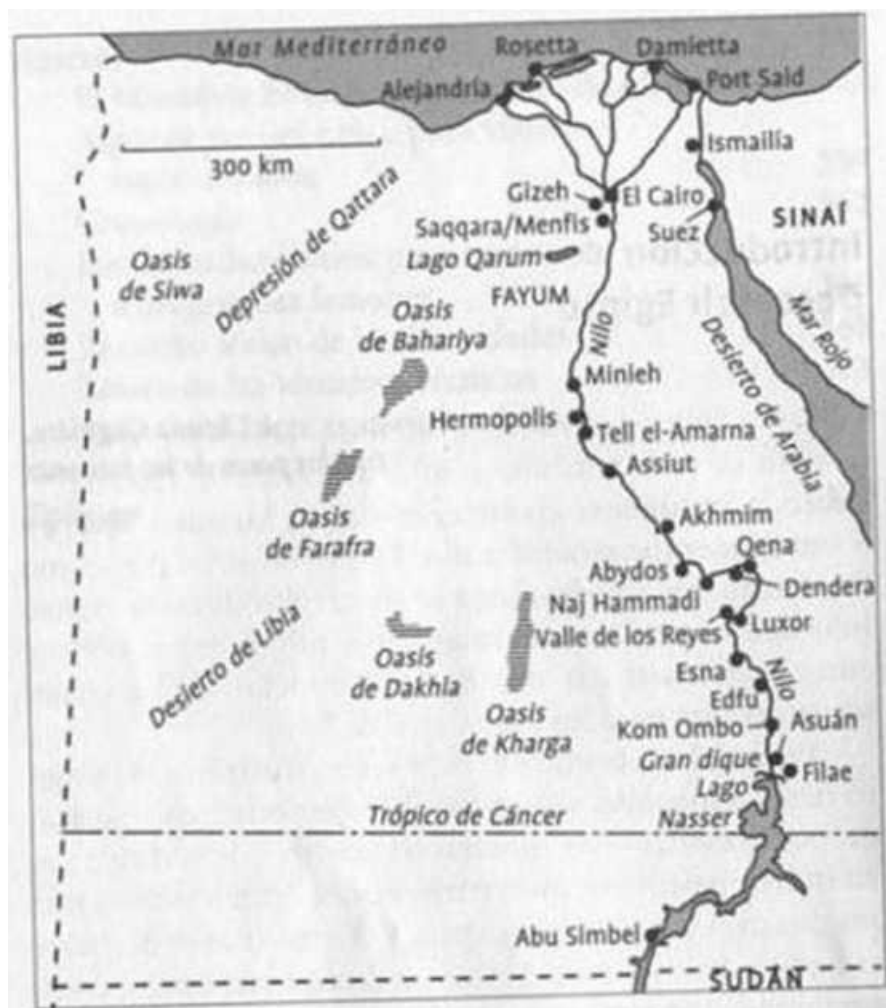 Mar Mediterráneo
Rosetta
Damietta
Alejandría
Port Said
300 km
Ismailía
Gizeh
El Cairo
Saqqara/Menfis
Suez
SINAÍ
Lago Qarum
FAYUM
Oasis
de Siwa
Depresión de Qattara
LIBIA
Oasis
de Bahariya
Nilo
Mar Rojo
Desierto de Arabia
Minieh
Hermopolis
Tell el-Amarna
Assiut
Oasis
de Farafra
Akhmim
Qena
Abydos
Dendera
Naj Hammadi
Valle de los Reyes
Luxor
Desierto de Libia
Oasis
de Dakhla
Oasis
de Kharga
Esna
Nilo
Edfu
Kom Ombo
Asuán
Gran dique
Filae
Lago
Nasser
Trópico de Cáncer
Abu Simbel
SUDÁN